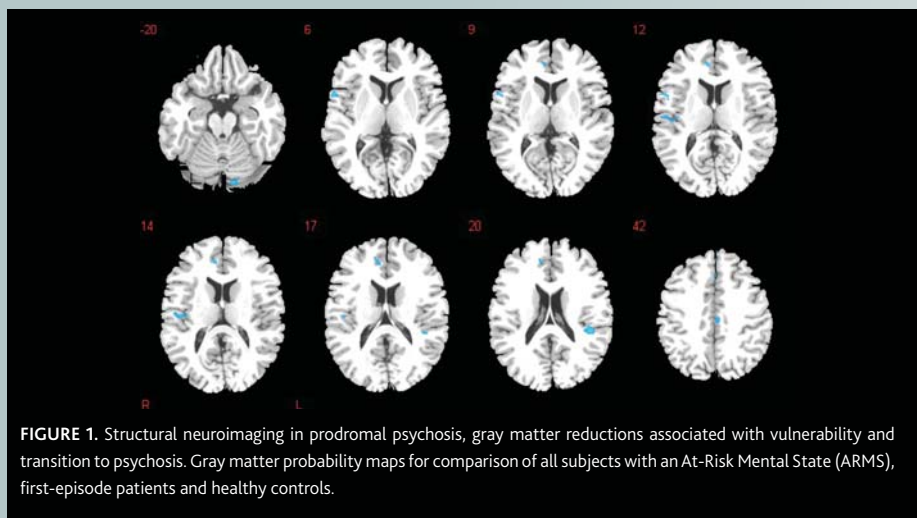 -20 6 9 12
14 17 20 42
R L
FIGURE 1. Structural neuroimaging in prodromal psychosis, gray matter reductions associated with vulnerability and
transition to psychosis. Gray matter probability maps for comparison of all subjects with an At-Risk Mental State (ARMS),
first-episode patients and healthy controls.